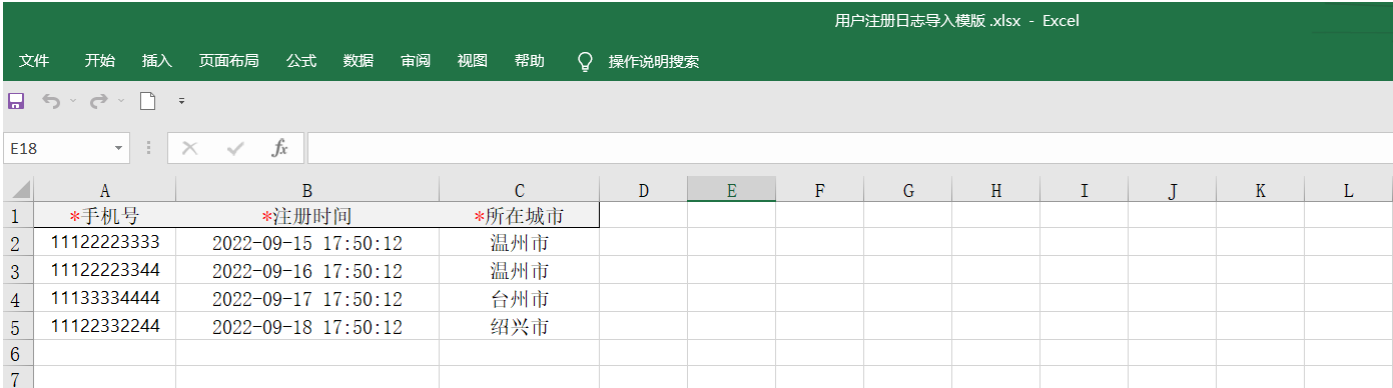 用户注册日志导入模版 .xlsx - Excel
文件 开始 插入 页面布局 公式 数据 审阅 视图 帮助 操作说明搜索
E18 fx
A B C D E F G H I J K L
1 *手机号 *注册时间 *所在城市
2 11122223333 2022-09-15 17:50:12 温州市
3 11122223344 2022-09-16 17:50:12 温州市
4 11133334444 2022-09-17 17:50:12 台州市
5 11122332244 2022-09-18 17:50:12 绍兴市
6
7